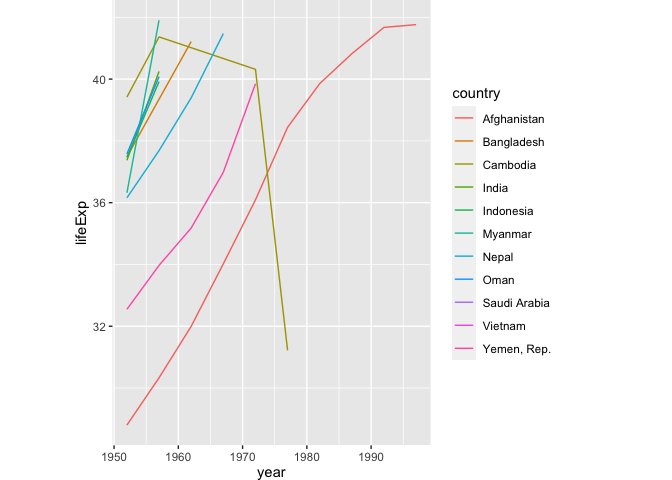 40
36
32
lifeExp
1950
1960
1970
1980
1990
year
country
Afghanistan
Bangladesh
Cambodia
India
Indonesia
Myanmar
Nepal
Oman
Saudi Arabia
Vietnam
Yemen, Rep.